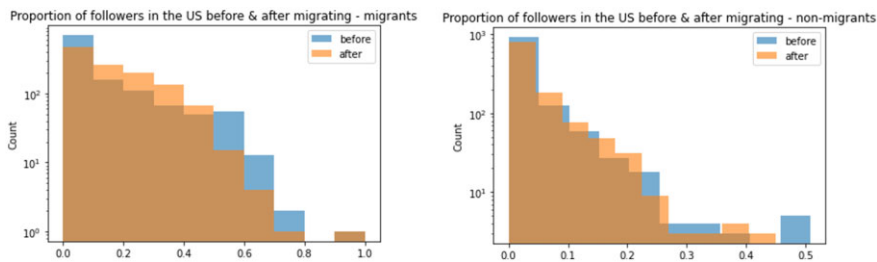 Proportion of followers in the US before & after migrating - migrants
before
after
Count
10²
10¹
10⁰
0.0 0.2 0.4 0.6 0.8 1.0
Proportion of followers in the US before & after migrating - non-migrants
before
after
Count
10³
10²
10¹
0.0 0.1 0.2 0.3 0.4 0.5